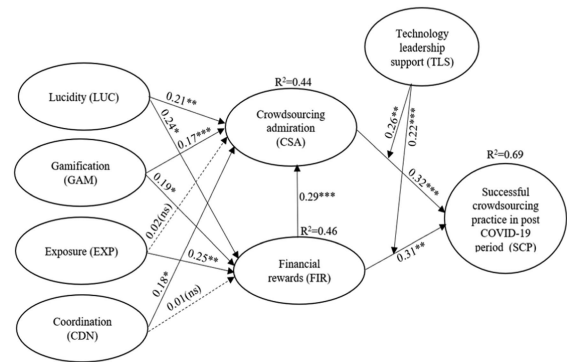 Technology
leadership
support (TLS)
R²=0.44
Lucidity (LUC)
0.21**
Crowdsourcing
admiration
(CSA)
0.24*
0.17***
0.26**
0.22***
Gamification
(GAM)
0.19*
0.32***
R²=0.69
0.02(ns)
0.29***
Successful
crowdsourcing
practice in post
COVID-19
period (SCP)
R²=0.46
Exposure (EXP)
0.25**
Financial
rewards (FIR)
0.31**
0.18*
0.01(ns)
Coordination
(CDN)